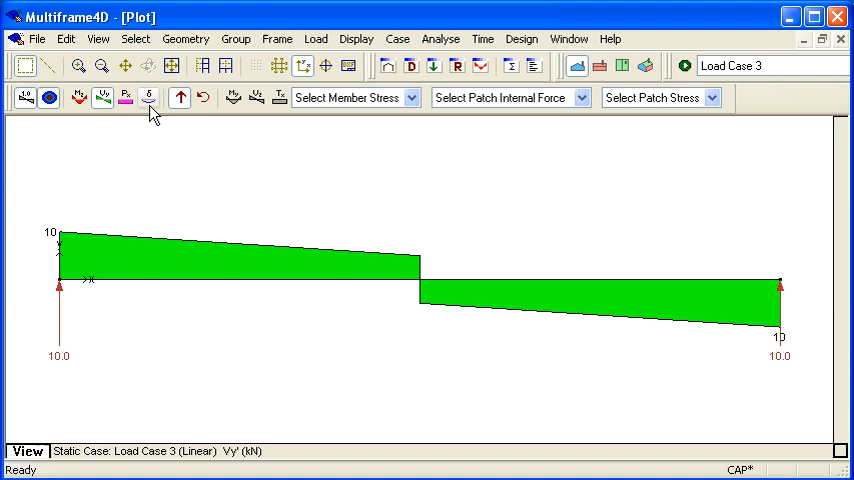 Multiframe4D - [Plot]
File Edit View Select Geometry Group Frame Load Display Case Analyse Time Design Window Help
Load Case 3
Select Member Stress Select Patch Internal Force Select Patch Stress
10
10.0
10
10.0
View Static Case: Load Case 3 (Linear) Vy' (kN)
Ready CAP*